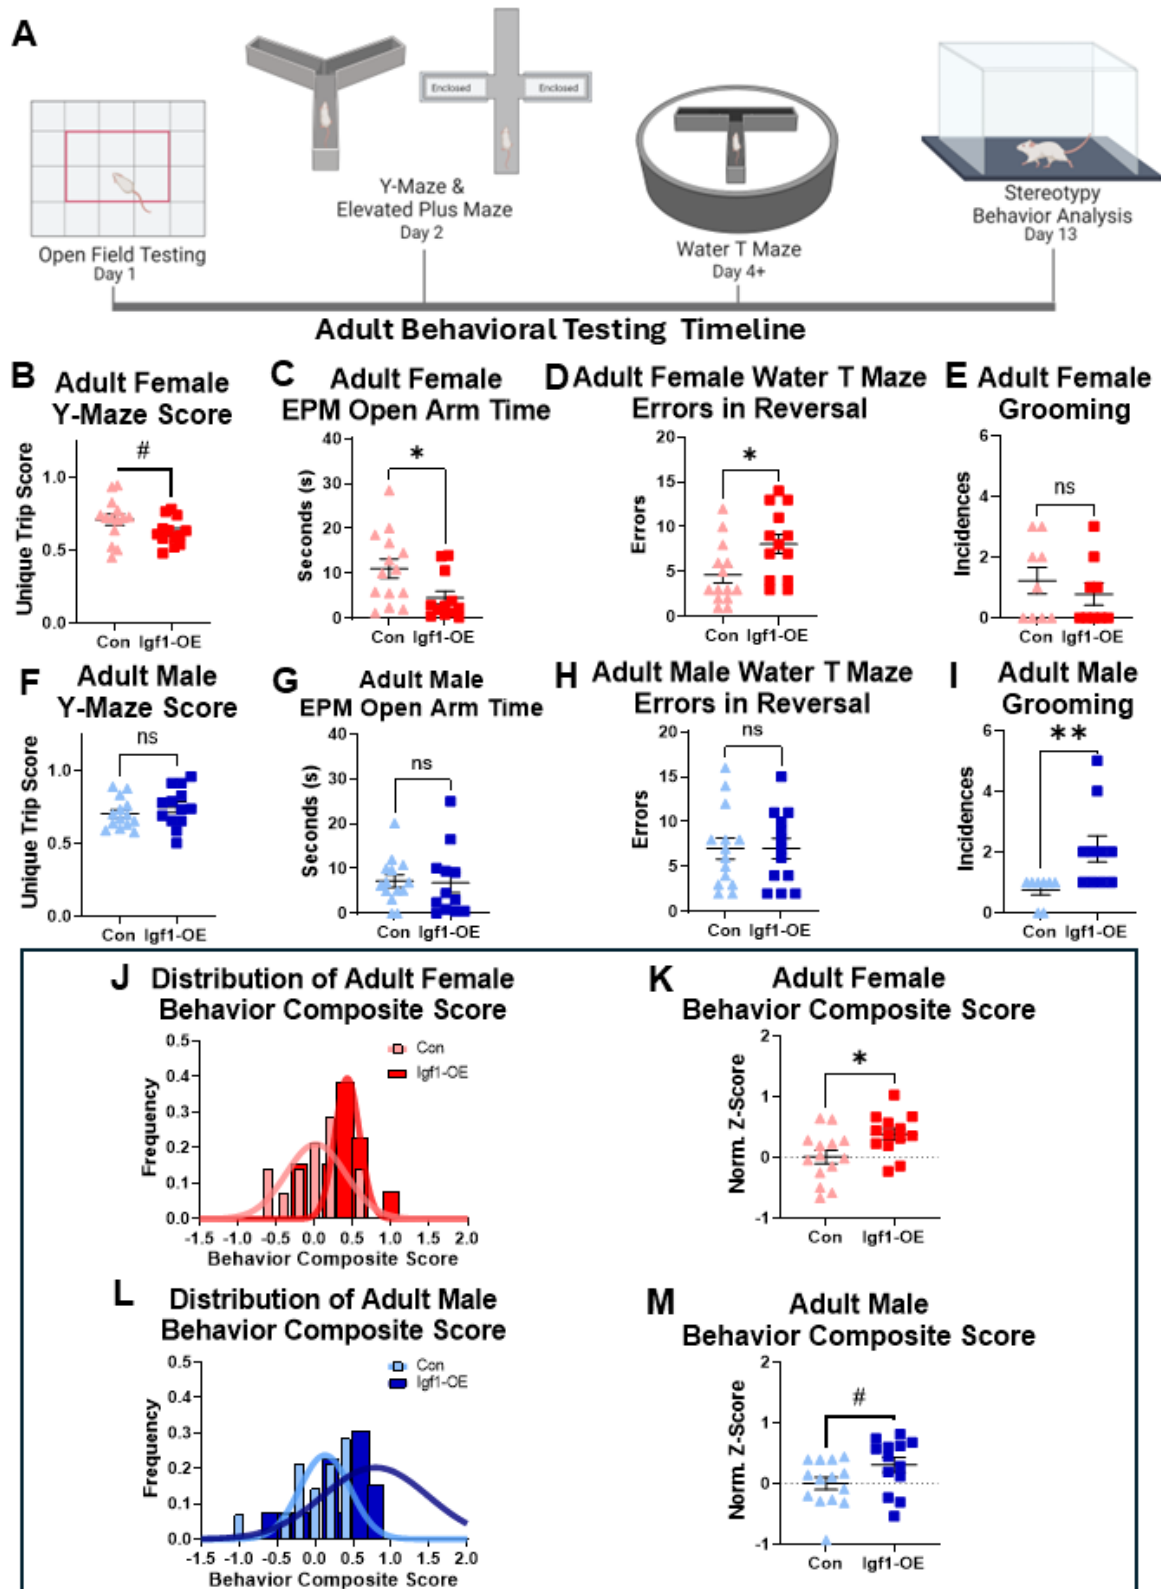 A
Enclosed
Enclosed
Open Field Testing
Day 1
Y-Maze &
Elevated Plus Maze
Day 2
Water T Maze
Day 4+
Stereotypy
Behavior Analysis
Day 13
Adult Behavioral Testing Timeline
B
Adult Female
Y-Maze Score
Unique Trip Score
1.0
0.5
0.0
#
Con Igf1-OE
C
Adult Female
EPM Open Arm Time
Seconds (s)
40
30
20
10
0
*
Con Igf1-OE
D
Adult Female Water T Maze
Errors in Reversal
Errors
20
15
10
5
0
*
Con Igf1-OE
E
Adult Female
Grooming
Incidences
6
4
2
0
ns
Con Igf1-OE
F
Adult Male
Y-Maze Score
Unique Trip Score
1.0
0.5
0.0
ns
Con Igf1-OE
G
Adult Male
EPM Open Arm Time
Seconds (s)
40
30
20
10
0
ns
Con Igf1-OE
H
Adult Male Water T Maze
Errors in Reversal
Errors
20
15
10
5
0
ns
Con Igf1-OE
I
Adult Male
Grooming
Incidences
6
4
2
0
**
Con Igf1-OE
J
Distribution of Adult Female
Behavior Composite Score
Frequency
0.5
0.4
0.3
0.2
0.1
0.0
Con
Igf1-OE
-1.5 -1.0 -0.5 0.0 0.5 1.0 1.5 2.0
Behavior Composite Score
K
Adult Female
Behavior Composite Score
Norm. Z-Score
2
1
0
-1
*
Con Igf1-OE
L
Distribution of Adult Male
Behavior Composite Score
Frequency
0.5
0.4
0.3
0.2
0.1
0.0
Con
Igf1-OE
-1.5 -1.0 -0.5 0.0 0.5 1.0 1.5 2.0
Behavior Composite Score
M
Adult Male
Behavior Composite Score
Norm. Z-Score
2
1
0
-1
#
Con Igf1-OE